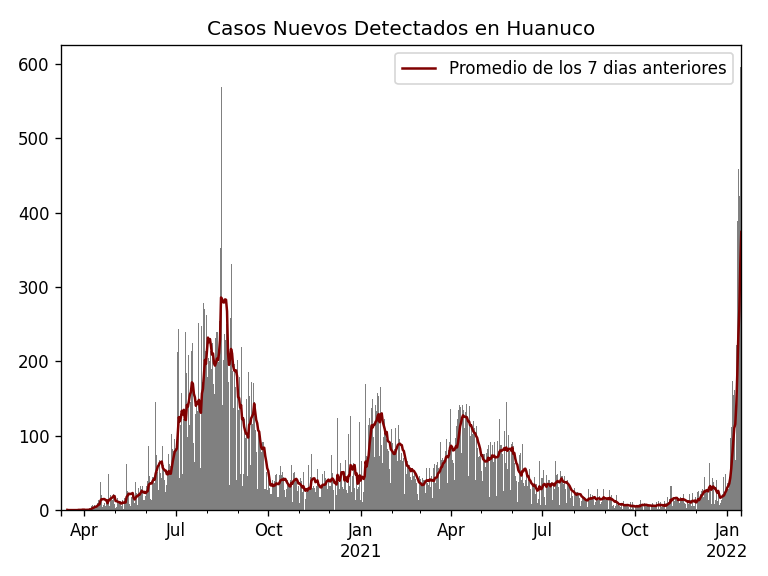 Casos Nuevos Detectados en Huanuco
Promedio de los 7 dias anteriores
600
500
400
300
200
100
0
Apr
Jul
Oct
Jan
2021
Apr
Jul
Oct
Jan
2022